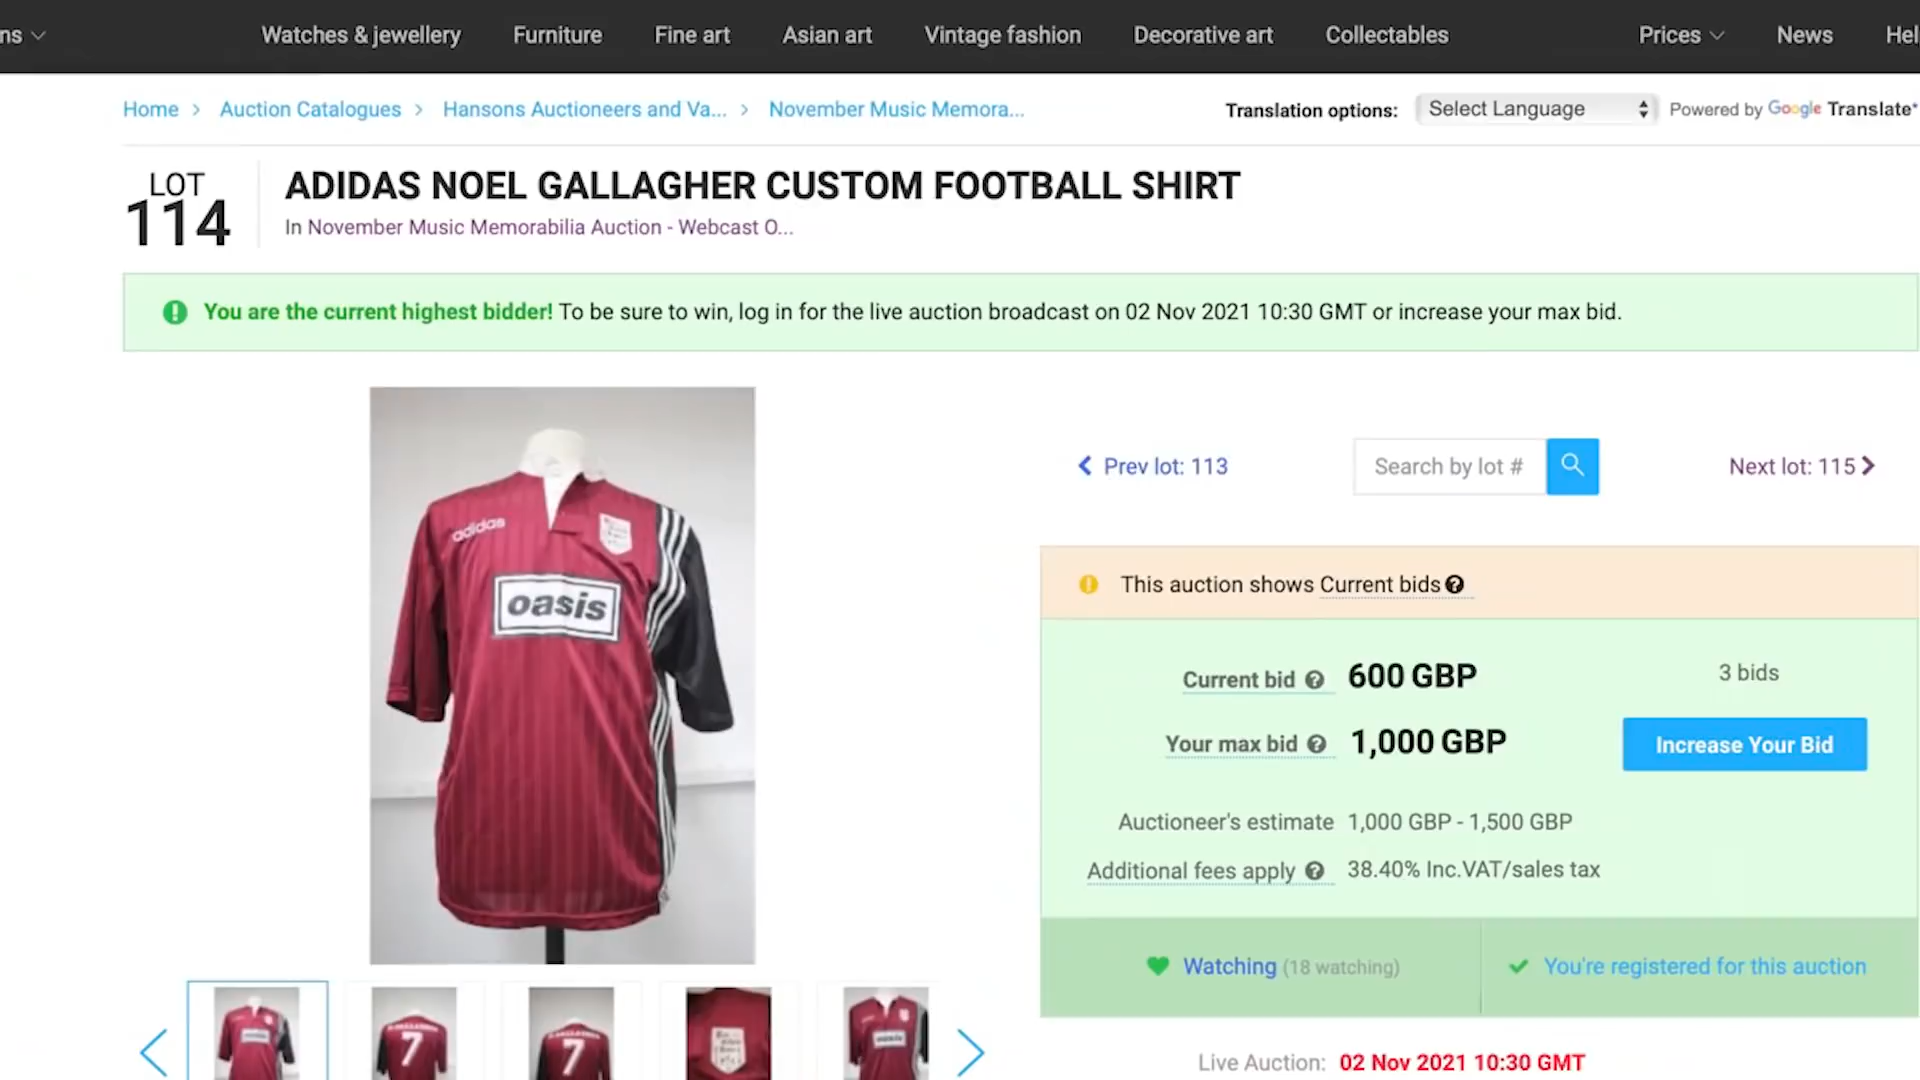 ns
Watches & jewellery
Furniture
Fine art
Asian art
Vintage fashion
Decorative art
Collectables
Prices
News
Hel
Home > Auction Catalogues > Hansons Auctioneers and Va... > November Music Memora...
Translation options: Select Language Powered by Google Translate
LOT
114
ADIDAS NOEL GALLAGHER CUSTOM FOOTBALL SHIRT
In November Music Memorabilia Auction - Webcast O...
You are the current highest bidder! To be sure to win, log in for the live auction broadcast on 02 Nov 2021 10:30 GMT or increase your max bid.
adidas
oasis
Prev lot: 113
Search by lot #
Next lot: 115
This auction shows Current bids
Current bid 600 GBP
3 bids
Your max bid 1,000 GBP
Increase Your Bid
Auctioneer's estimate 1,000 GBP - 1,500 GBP
Additional fees apply 38.40% Inc.VAT/sales tax
Watching (18 watching)
You're registered for this auction
7
7
Live Auction: 02 Nov 2021 10:30 GMT